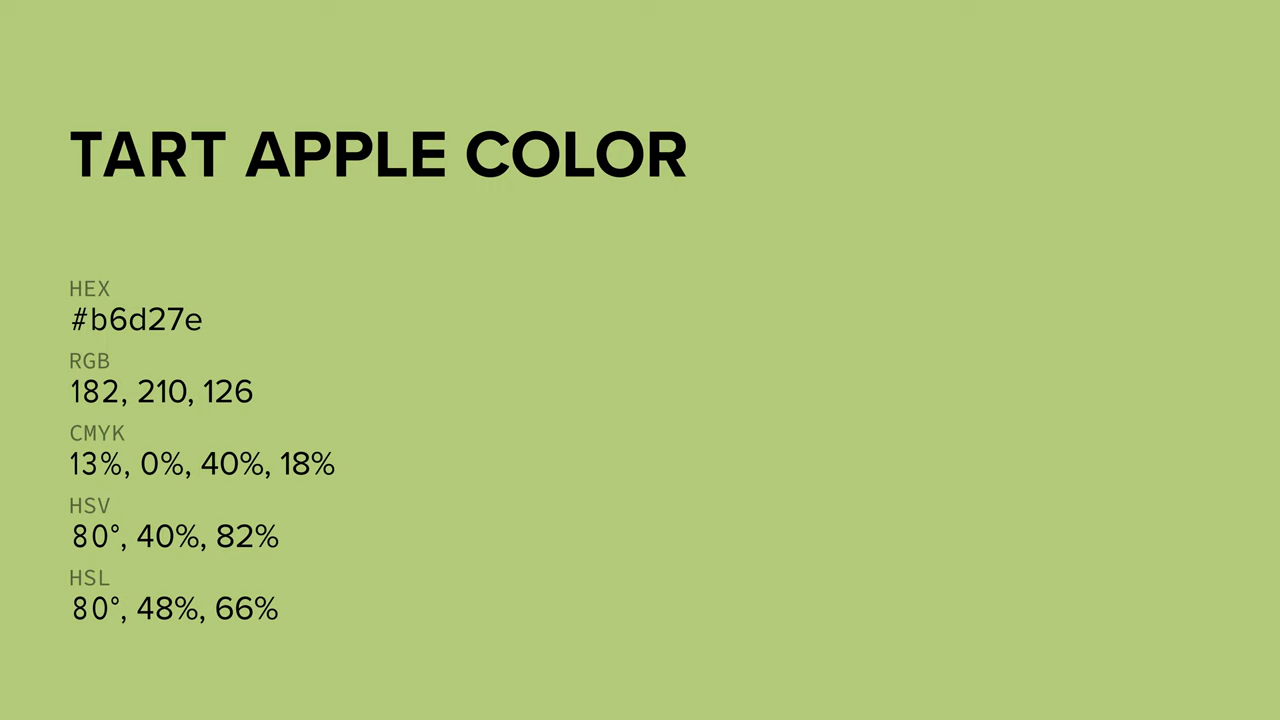 TART APPLE COLOR
HEX
#b6d27e
RGB
182, 210, 126
CMYK
13%, 0%, 40%, 18%
HSV
80°, 40%, 82%
HSL
80°, 48%, 66%